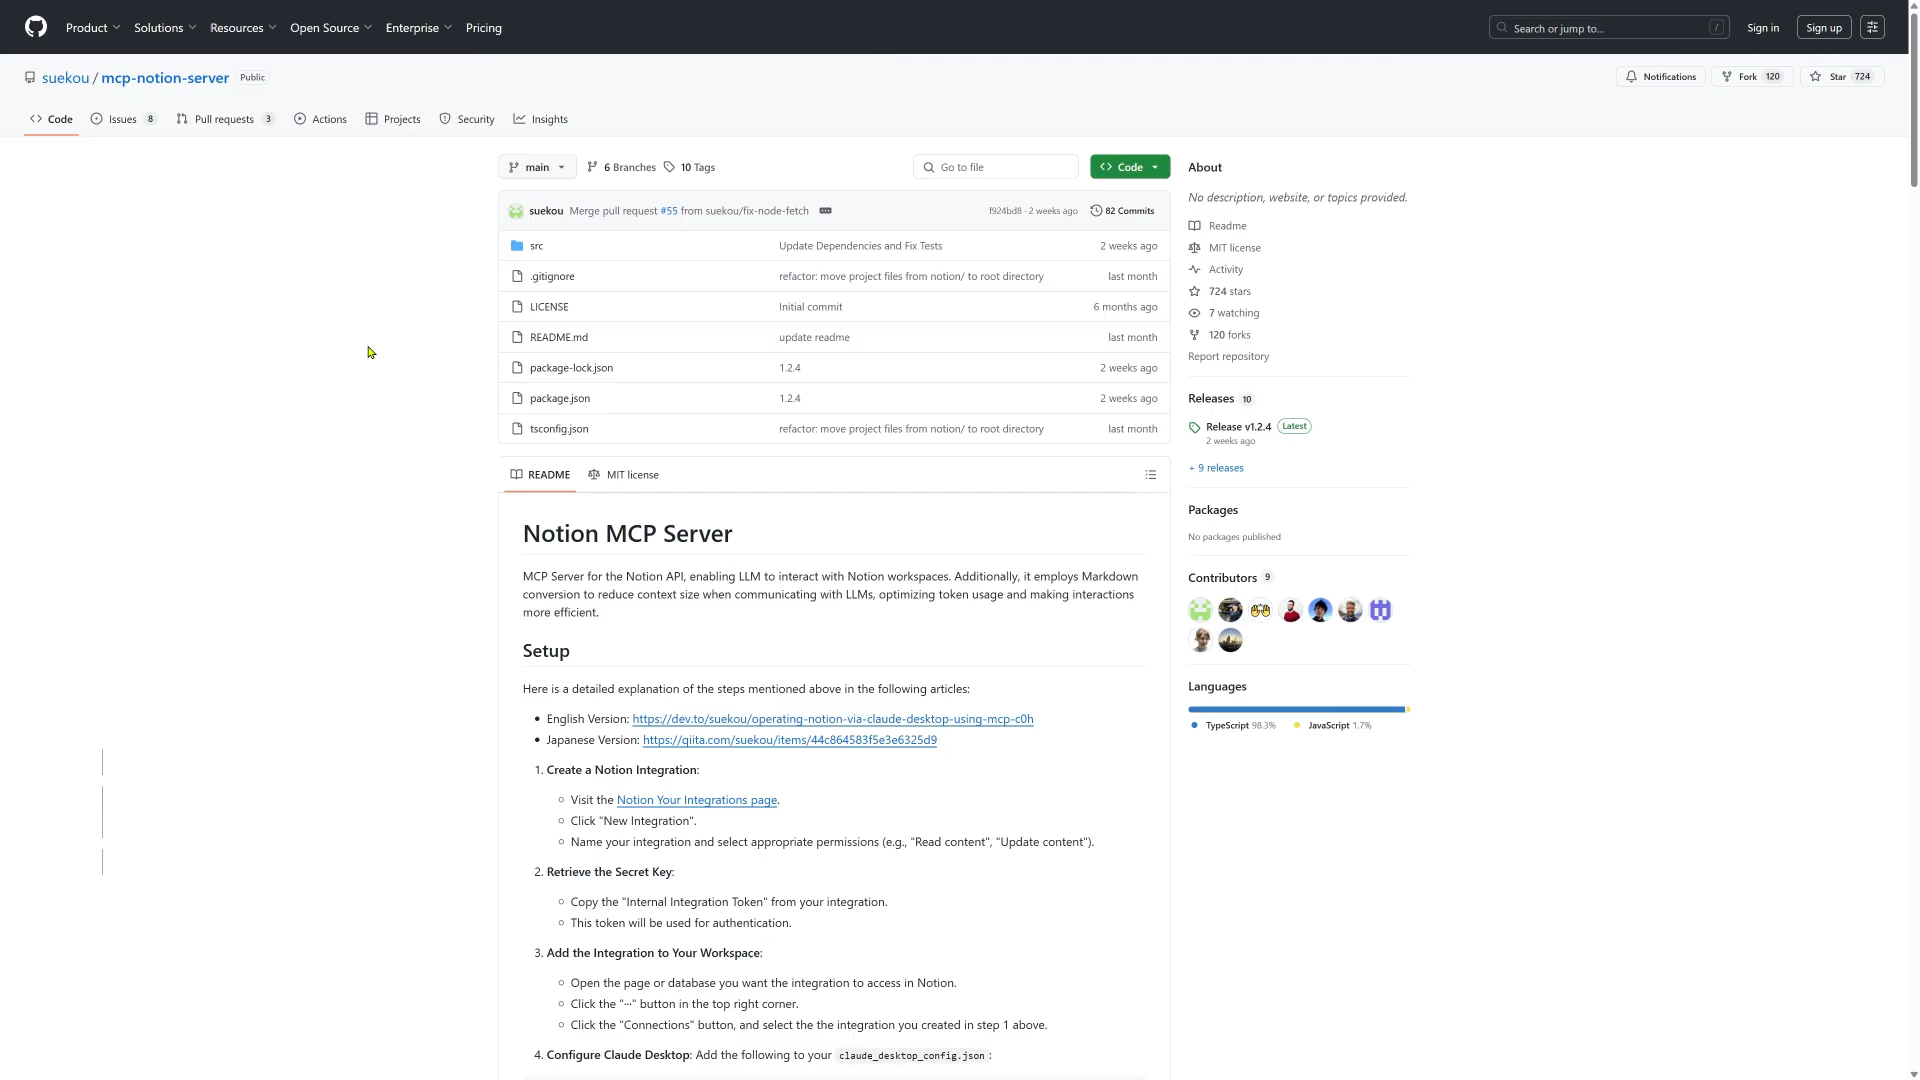 Product Solutions Resources Open Source Enterprise Pricing Search or jump to... / Sign in Sign up
suekou / mcp-notion-server Public Notifications Fork 120 Star 724
Code Issues 8 Pull requests 3 Actions Projects Security Insights
main 6 Branches 10 Tags Go to file Code
suekou Merge pull request #55 from suekou/fix-node-fetch f924bd8 · 2 weeks ago 82 Commits
src Update Dependencies and Fix Tests 2 weeks ago
.gitignore refactor: move project files from notion/ to root directory last month
LICENSE Initial commit 6 months ago
README.md update readme last month
package-lock.json 1.2.4 2 weeks ago
package.json 1.2.4 2 weeks ago
tsconfig.json refactor: move project files from notion/ to root directory last month
README MIT license
Notion MCP Server
MCP Server for the Notion API, enabling LLM to interact with Notion workspaces. Additionally, it employs Markdown
conversion to reduce context size when communicating with LLMs, optimizing token usage and making interactions
more efficient.
Setup
Here is a detailed explanation of the steps mentioned above in the following articles:
• English Version: https://dev.to/suekou/operating-notion-via-claude-desktop-using-mcp-c0h
• Japanese Version: https://qiita.com/suekou/items/44c864583f5e3e6325d9
1. Create a Notion Integration:
○ Visit the Notion Your Integrations page.
○ Click "New Integration".
○ Name your integration and select appropriate permissions (e.g., "Read content", "Update content").
2. Retrieve the Secret Key:
○ Copy the "Internal Integration Token" from your integration.
○ This token will be used for authentication.
3. Add the Integration to Your Workspace:
○ Open the page or database you want the integration to access in Notion.
○ Click the "···" button in the top right corner.
○ Click the "Connections" button, and select the the integration you created in step 1 above.
4. Configure Claude Desktop: Add the following to your claude_desktop_config.json :
About
No description, website, or topics provided.
Readme
MIT license
Activity
724 stars
7 watching
120 forks
Report repository
Releases 10
Release v1.2.4 Latest
2 weeks ago
+ 9 releases
Packages
No packages published
Contributors 9
Languages
TypeScript 98.3% JavaScript 1.7%